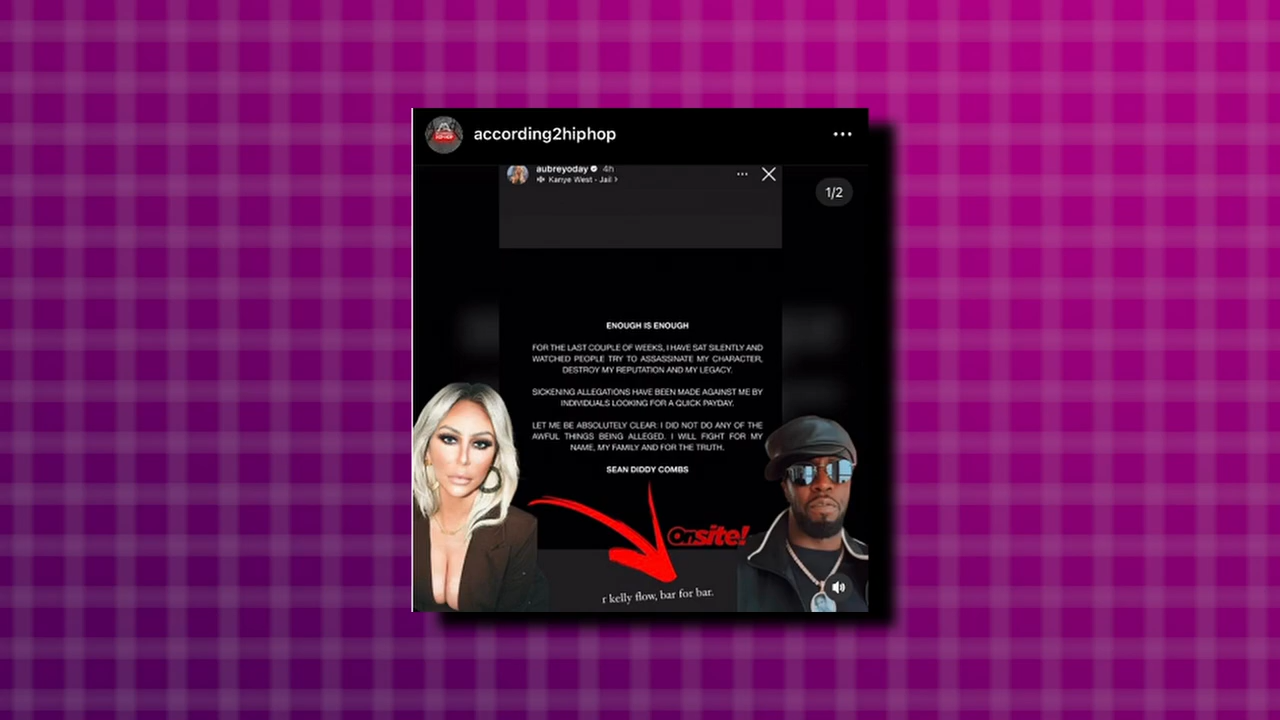 according2hiphop
aubreyoday 4h
Kanye West - Jail >
1/2
ENOUGH IS ENOUGH
FOR THE LAST COUPLE OF WEEKS, I HAVE SAT SILENTLY AND
WATCHED PEOPLE TRY TO ASSASSINATE MY CHARACTER,
DESTROY MY REPUTATION AND MY LEGACY.
SICKENING ALLEGATIONS HAVE BEEN MADE AGAINST ME BY
INDIVIDUALS LOOKING FOR A QUICK PAYDAY.
LET ME BE ABSOLUTELY CLEAR: I DID NOT DO ANY OF THE
AWFUL THINGS BEING ALLEGED. I WILL FIGHT FOR MY
NAME, MY FAMILY AND FOR THE TRUTH.
SEAN DIDDY COMBS
Onsite!
r kelly flow, bar for bar.